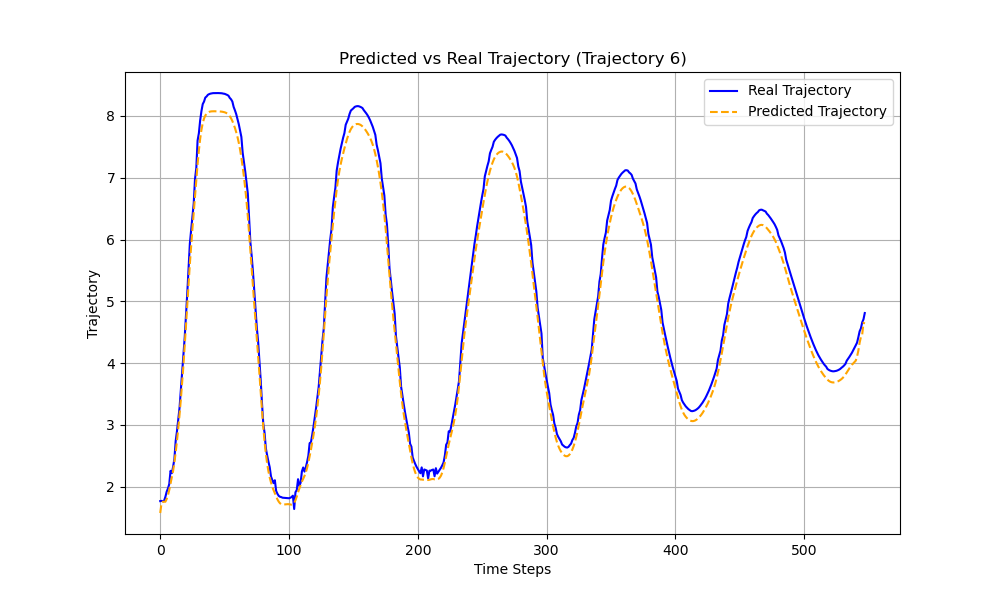 Predicted vs Real Trajectory (Trajectory 6)
Real Trajectory
Predicted Trajectory
Trajectory
8
7
6
5
4
3
2
0 100 200 300 400 500
Time Steps